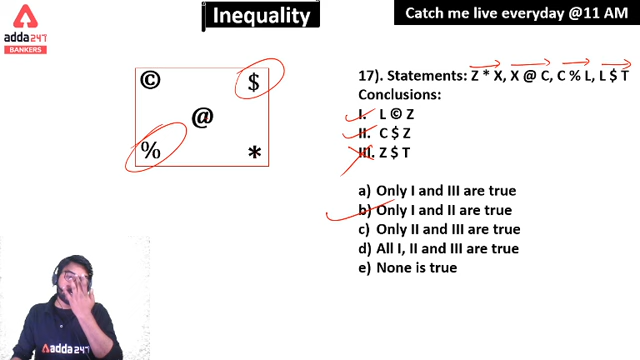 Inequality
Catch me live everyday @11 AM
adda247
BANKERS
©
$
@
%
*
17). Statements: Z * X, X @ C, C % L, L $ T
Conclusions:
I. L © Z
II. C $ Z
III. Z $ T
a) Only I and III are true
b) Only I and II are true
c) Only II and III are true
d) All I, II and III are true
e) None is true
adda247